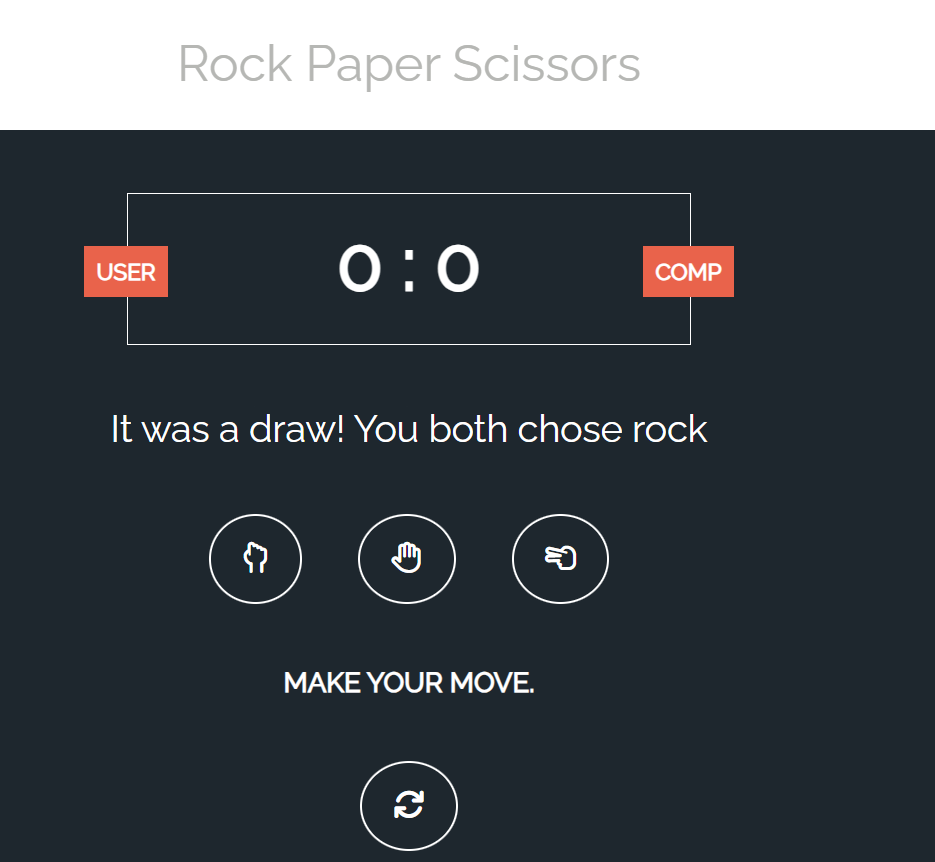 Rock Paper Scissors
USER 0 : 0 COMP
It was a draw! You both chose rock
MAKE YOUR MOVE.